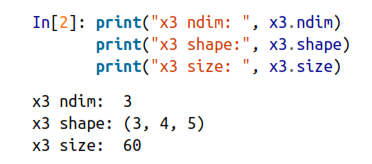 In[2]: print("x3 ndim: ", x3.ndim)
print("x3 shape:", x3.shape)
print("x3 size: ", x3.size)
x3 ndim:  3
x3 shape: (3, 4, 5)
x3 size:  60